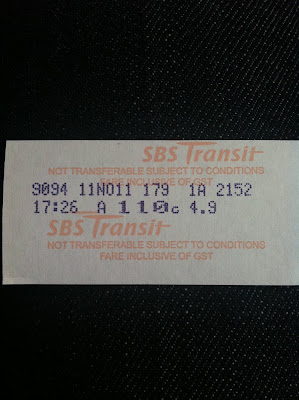 SBS Transit
NOT TRANSFERABLE SUBJECT TO CONDITIONS
FARE INCLUSIVE OF GST
9094 11NO11 179 1A 2152
17:26 A 110c 4.9
SBS Transit
NOT TRANSFERABLE SUBJECT TO CONDITIONS
FARE INCLUSIVE OF GST